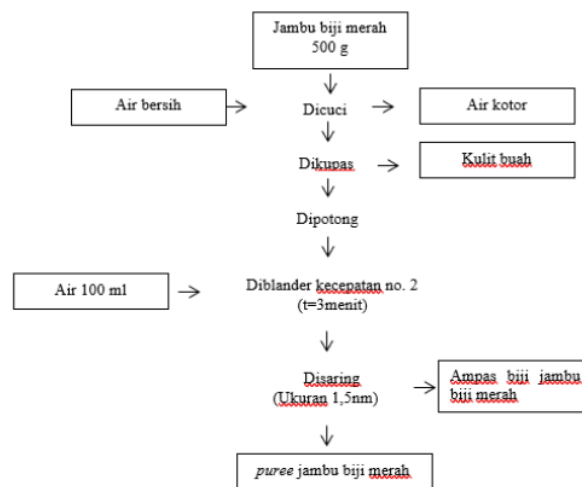 Jambu biji merah
500 g
Air bersih
Dicuci
Air kotor
Dikupas
Kulit buah
Dipotong
Air 100 ml
Diblander kecepatan no. 2
(t=3menit)
Disaring
(Ukuran 1,5nm)
Ampas biji jambu
biji merah
puree jambu biji merah